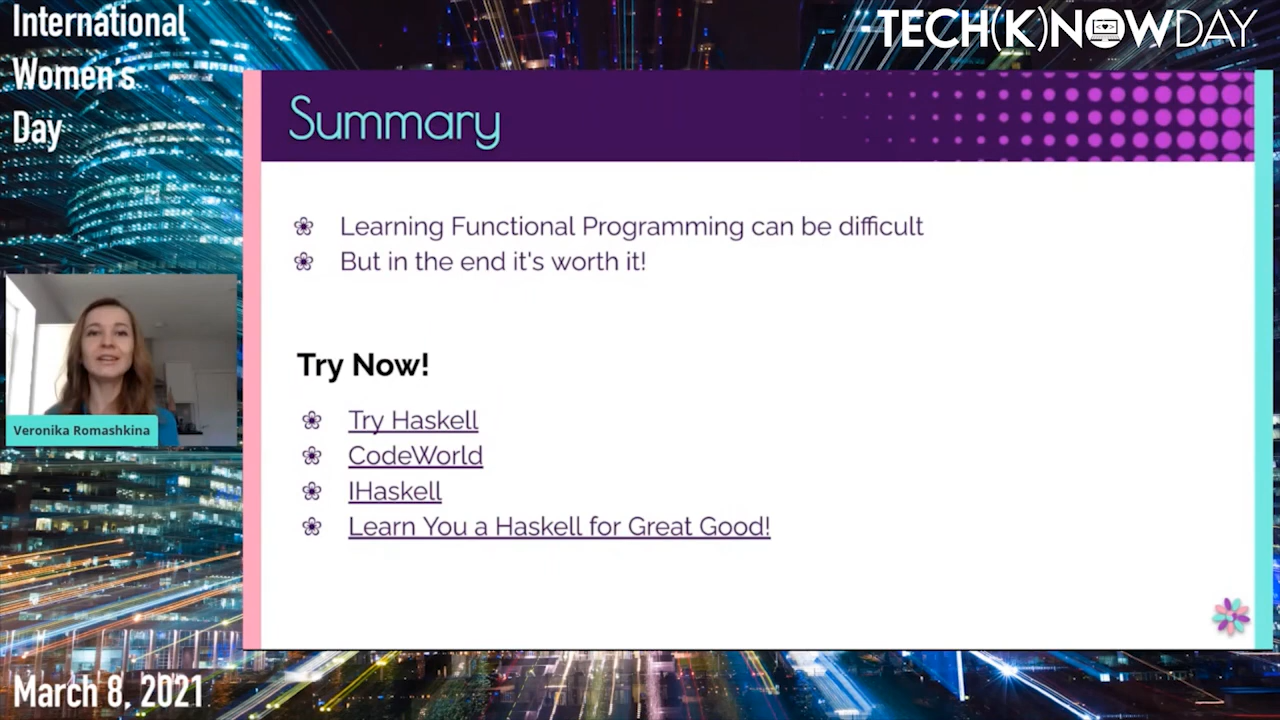 International
Women's
Day
TECH(K)NOWDAY
Summary
Learning Functional Programming can be difficult
But in the end it's worth it!
Try Now!
Try Haskell
CodeWorld
IHaskell
Learn You a Haskell for Great Good!
Veronika Romashkina
March 8, 2021